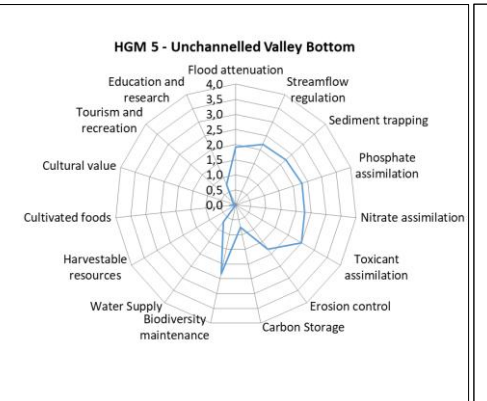 HGM 5 - Unchannelled Valley Bottom
Flood attenuation
Education and
research
Streamflow
regulation
4,0
3,5
3,0
2,5
2,0
1,5
1,0
0,5
0,0
Tourism and
recreation
Sediment trapping
Cultural value
Phosphate
assimilation
Cultivated foods
Nitrate assimilation
Harvestable
resources
Toxicant
assimilation
Water Supply
Erosion control
Biodiversity
maintenance
Carbon Storage